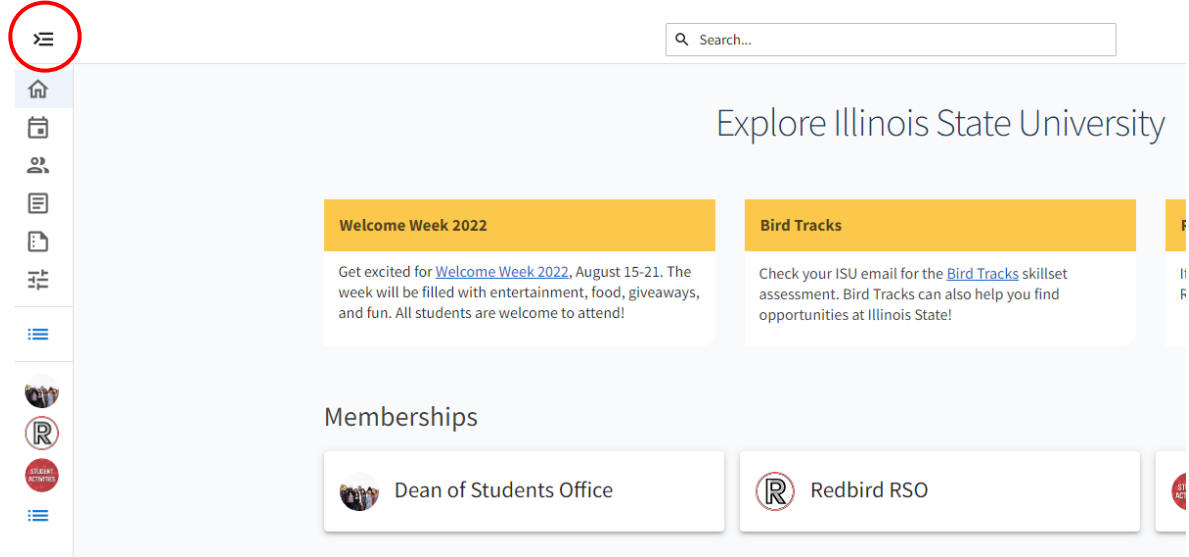 Search...
Explore Illinois State University
Welcome Week 2022
Get excited for Welcome Week 2022, August 15-21. The
week will be filled with entertainment, food, giveaways,
and fun. All students are welcome to attend!
Bird Tracks
Check your ISU email for the Bird Tracks skillset
assessment. Bird Tracks can also help you find
opportunities at Illinois State!
R
STUDENT
ACTIVITIES
Memberships
Dean of Students Office
R
Redbird RSO